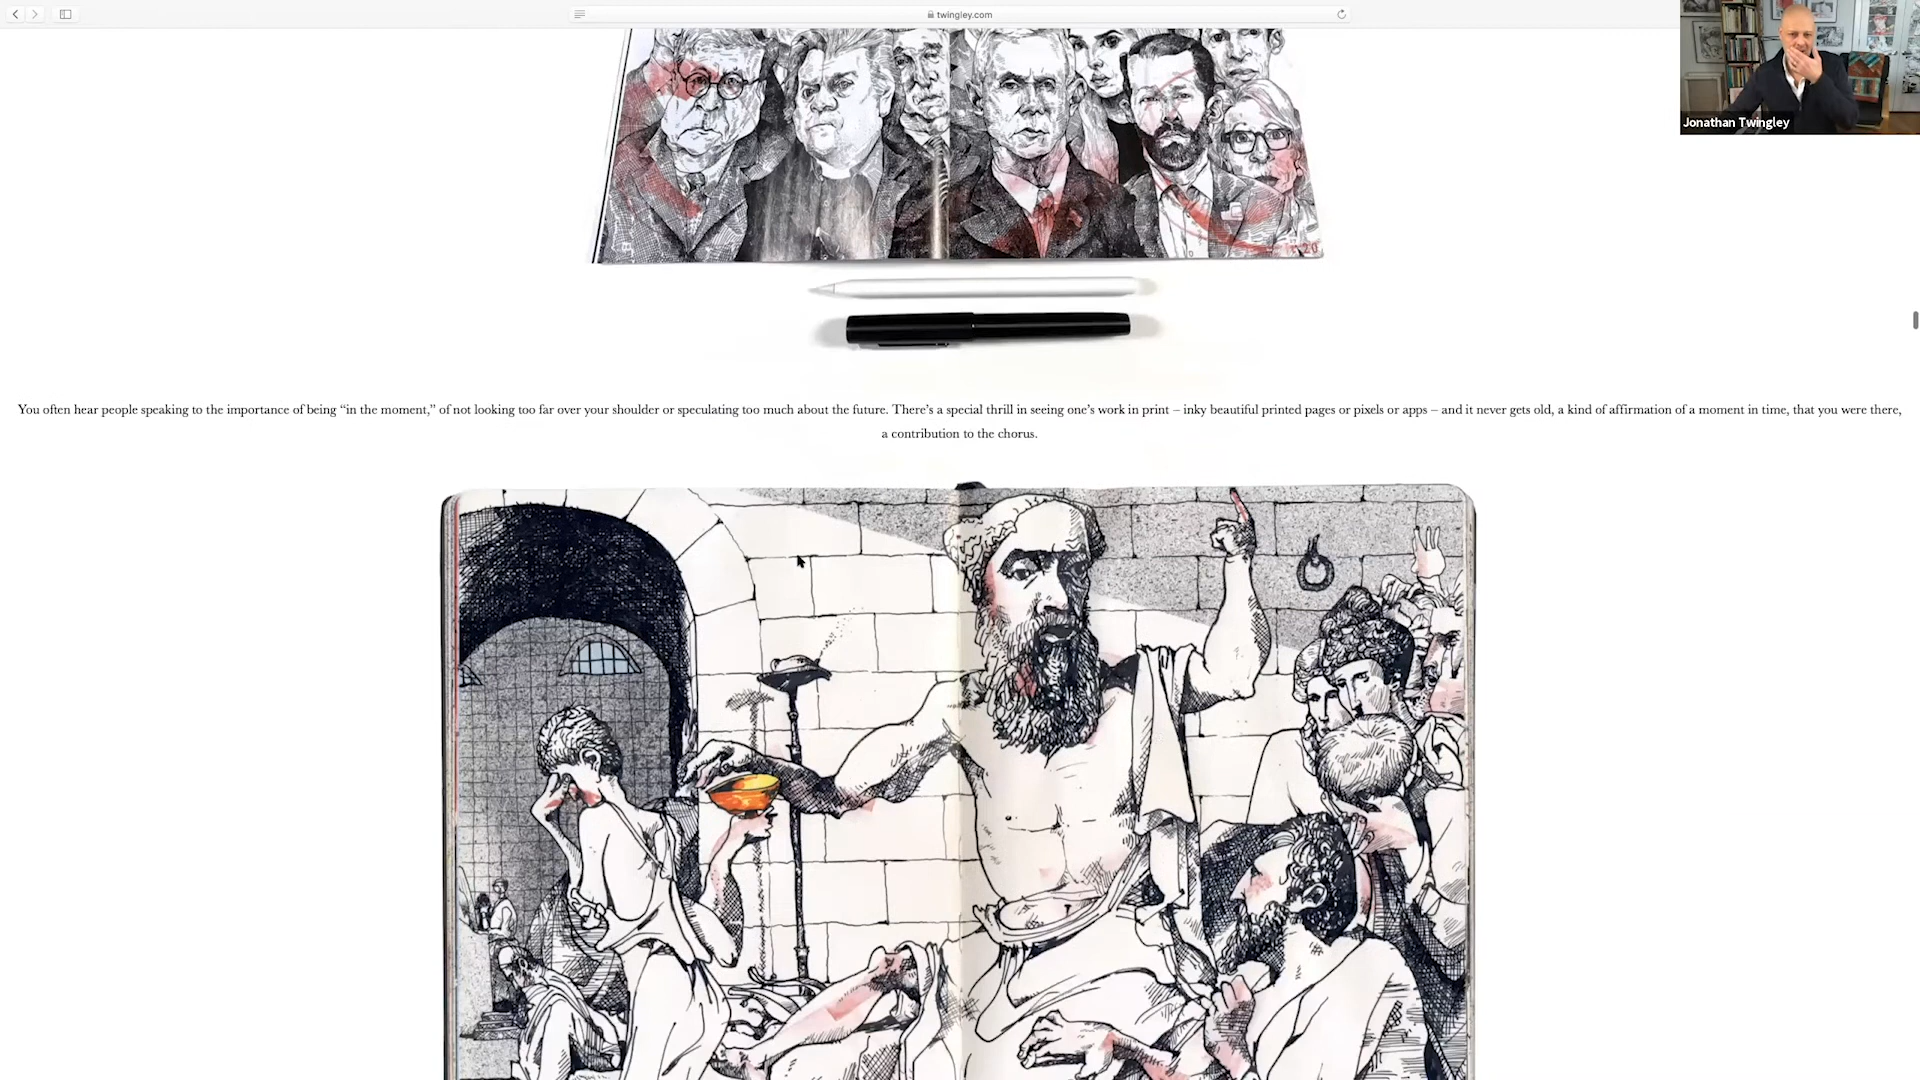 twingley.com
Jonathan Twingley
You often hear people speaking to the importance of being “in the moment,” of not looking too far over your shoulder or speculating too much about the future. There’s a special thrill in seeing one’s work in print – inky beautiful printed pages or pixels or apps – and it never gets old, a kind of affirmation of a moment in time, that you were there,
a contribution to the chorus.